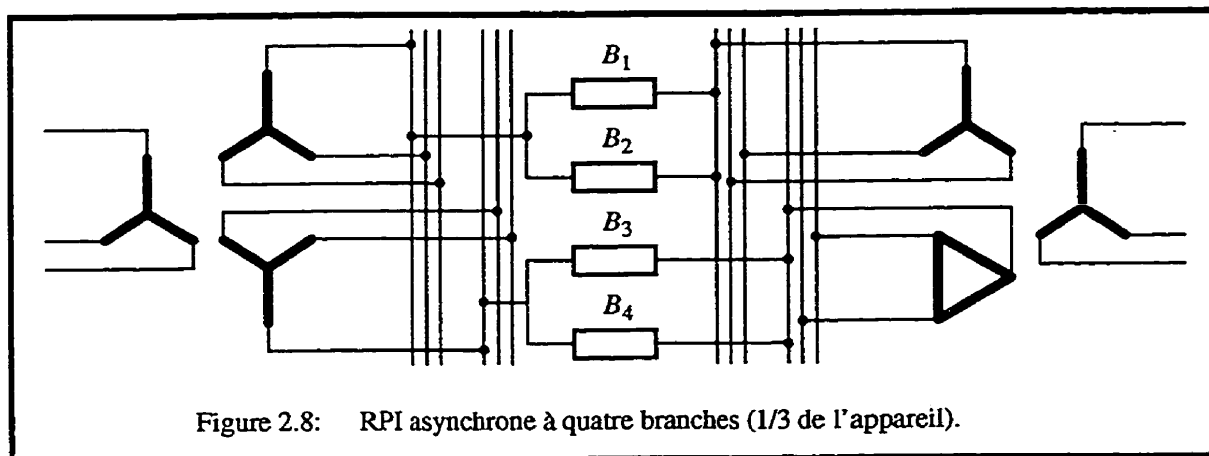 B1
B2
B3
B4
Figure 2.8: RPI asynchrone à quatre branches (1/3 de l'appareil).